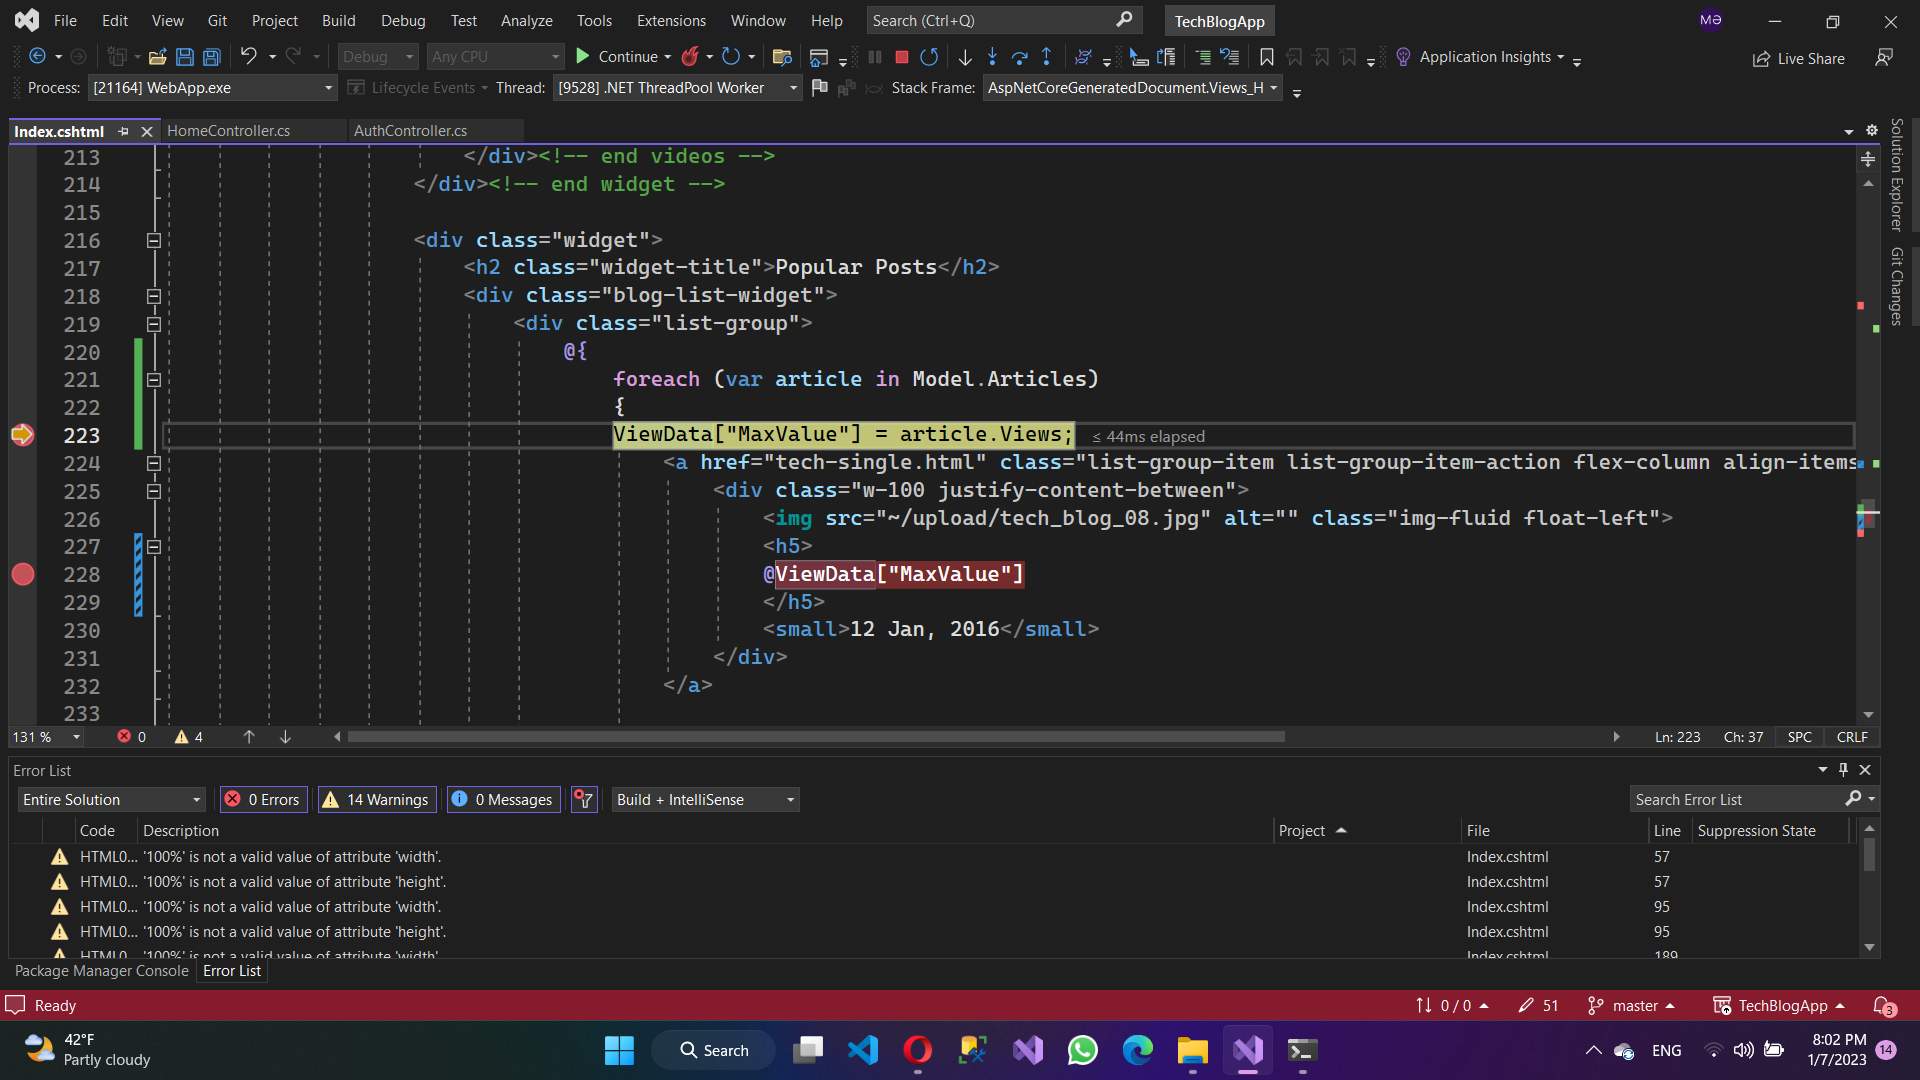 File Edit View Git Project Build Debug Test Analyze Tools Extensions Window Help Search (Ctrl+Q) TechBlogApp MƏ
Debug Any CPU Continue Application Insights Live Share
Process: [21164] WebApp.exe Lifecycle Events Thread: [9528] .NET ThreadPool Worker Stack Frame: AspNetCoreGeneratedDocument.Views_H
Index.cshtml HomeController.cs AuthController.cs
Solution Explorer
Git Changes
213 </div><!-- end videos -->
214 </div><!-- end widget -->
215
216 <div class="widget">
217 <h2 class="widget-title">Popular Posts</h2>
218 <div class="blog-list-widget">
219 <div class="list-group">
220 @{
221 foreach (var article in Model.Articles)
222 {
223 ViewData["MaxValue"] = article.Views; ≤ 44ms elapsed
224 <a href="tech-single.html" class="list-group-item list-group-item-action flex-column align-items
225 <div class="w-100 justify-content-between">
226 <img src="~/upload/tech_blog_08.jpg" alt="" class="img-fluid float-left">
227 <h5>
228 @ViewData["MaxValue"]
229 </h5>
230 <small>12 Jan, 2016</small>
231 </div>
232 </a>
233
131 % 0 4 Ln: 223 Ch: 37 SPC CRLF
Error List
Entire Solution 0 Errors 14 Warnings 0 Messages Build + IntelliSense Search Error List
Code Description Project File Line Suppression State
HTML0... '100%' is not a valid value of attribute 'width'. Index.cshtml 57
HTML0... '100%' is not a valid value of attribute 'height'. Index.cshtml 57
HTML0... '100%' is not a valid value of attribute 'width'. Index.cshtml 95
HTML0... '100%' is not a valid value of attribute 'height'. Index.cshtml 95
HTML0... '100%' is not a valid value of attribute 'width'. Index.cshtml 189
Package Manager Console Error List
Ready 0 / 0 51 master TechBlogApp 3
42°F
Partly cloudy
Search
ENG
8:02 PM
1/7/2023
14